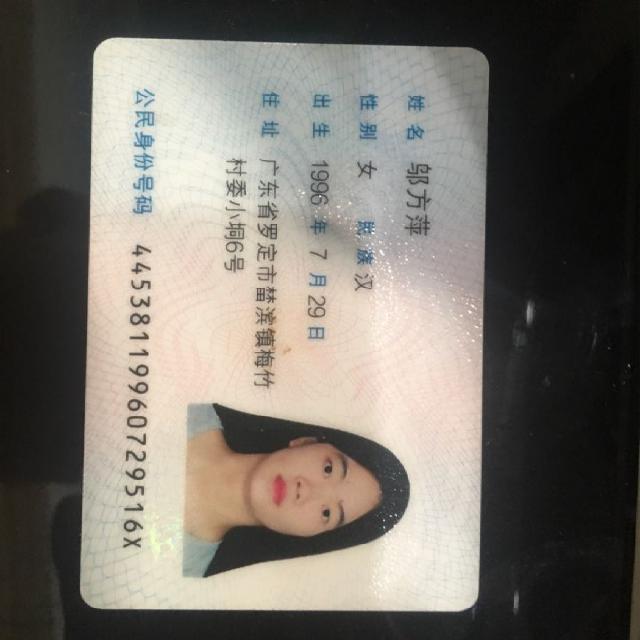 姓名 邬方萍
性别 女 民族 汉
出生 1996 年 7 月 29 日
住址 广东省罗定市榃滨镇梅竹
村委小垌6号
公民身份号码 44538119960729516X